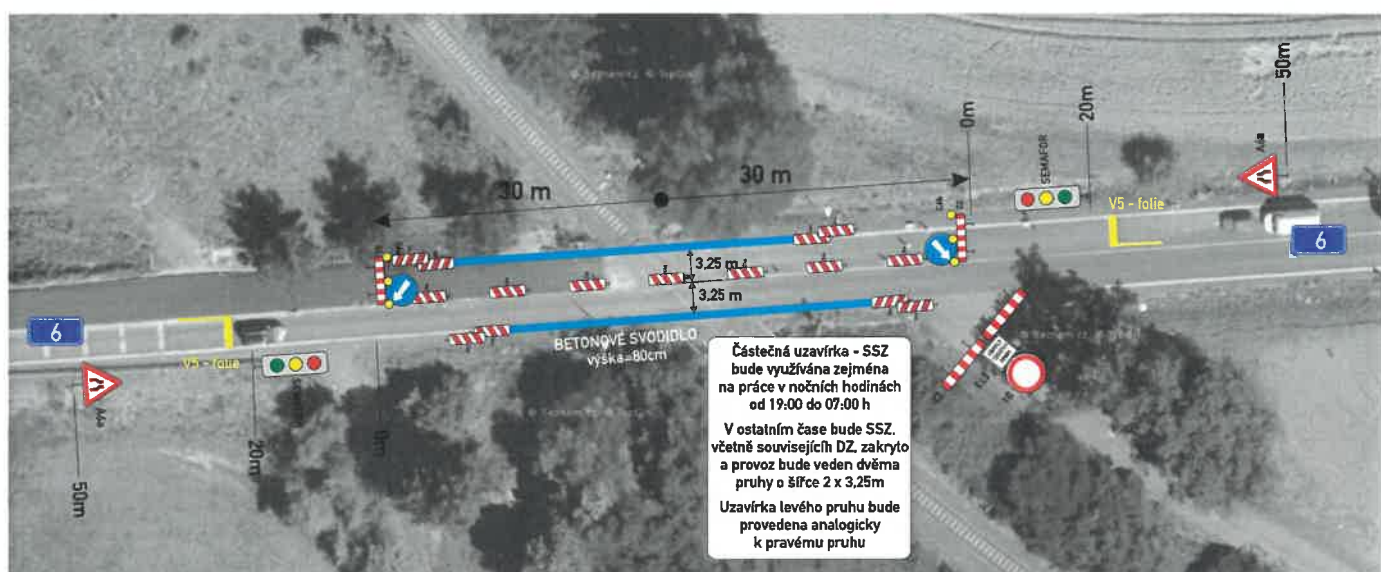 50m
A6a
20m
0m
SEMAFOR
30 m
30 m
V5 - folie
6
3,25 m
3,25 m
6
BETONOVÉ SVODIDLO
výška=80cm
V5 - folie
A6a
20m
0m
50m
Částečná uzavírka - SSZ
bude využívána zejména
na práce v nočních hodinách
od 19:00 do 07:00 h
V ostatním čase bude SSZ,
včetně souvisejících DZ, zakryto
a provoz bude veden dvěma
pruhy o šířce 2 x 3,25m
Uzavírka levého pruhu bude
provedena analogicky
k pravému pruhu